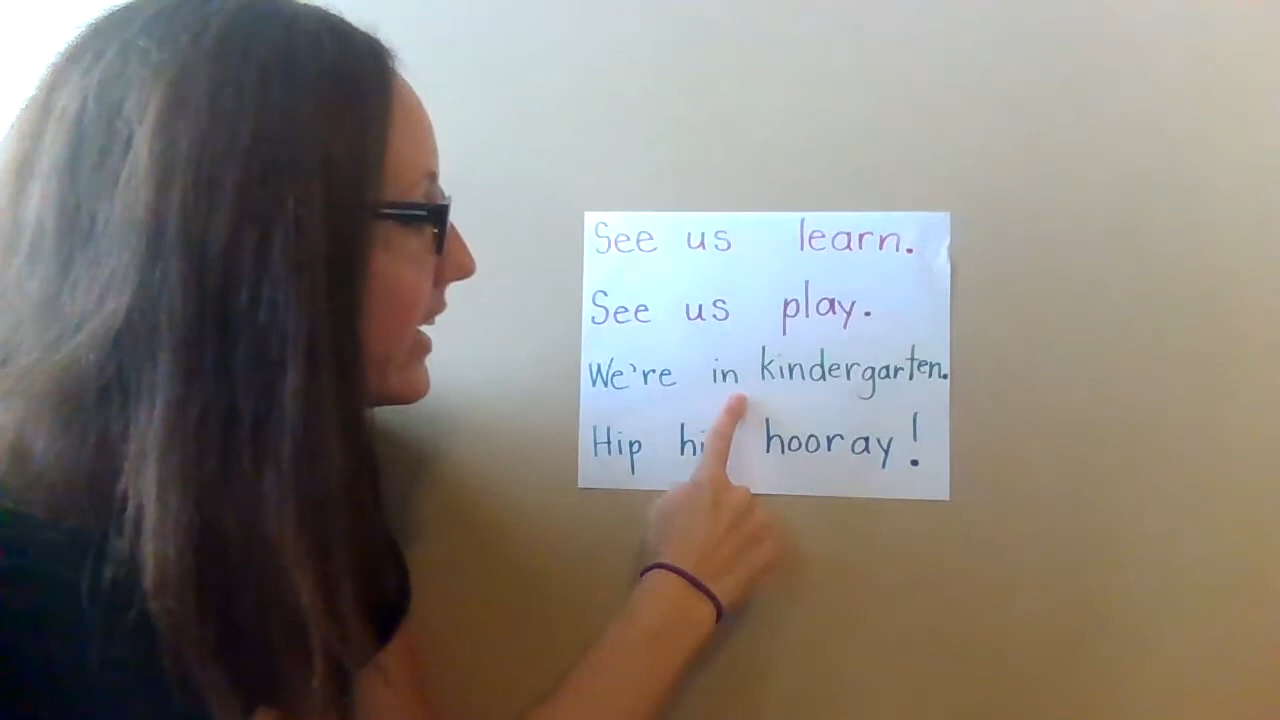 See us learn.
See us play.
We're in kindergarten.
Hip hooray!